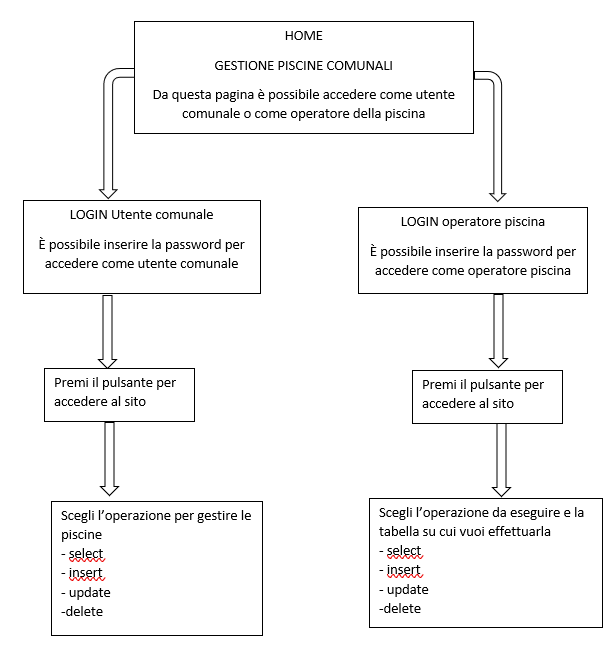 HOME
GESTIONE PISCINE COMUNALI
Da questa pagina è possibile accedere come utente
comunale o come operatore della piscina
LOGIN Utente comunale
È possibile inserire la password per
accedere come utente comunale
LOGIN operatore piscina
È possibile inserire la password per
accedere come operatore piscina
Premi il pulsante per
accedere al sito
Premi il pulsante per
accedere al sito
Scegli l’operazione per gestire le
piscine
- select
- insert
- update
-delete
Scegli l’operazione da eseguire e la
tabella su cui vuoi effettuarla
- select
- insert
- update
-delete